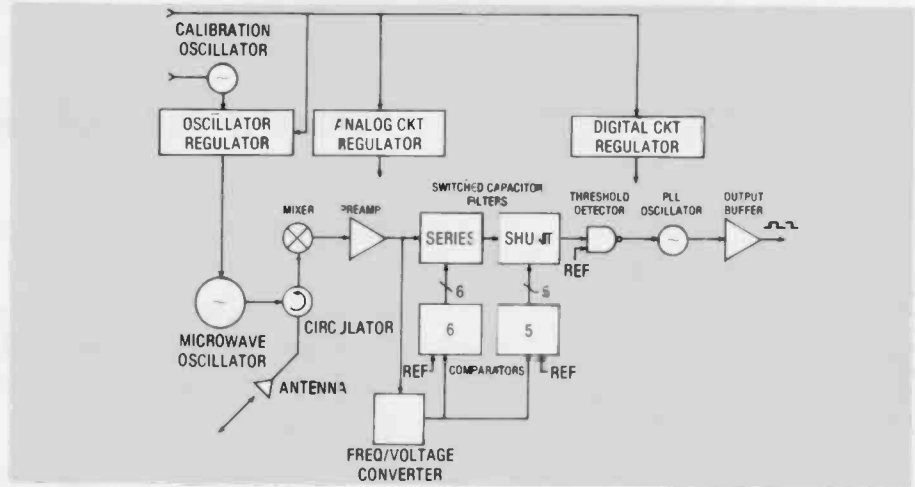 CALIBRATION
OSCILLATOR
OSCILLATOR
REGULATOR
ANALOG CKT
REGULATOR
DIGITAL CKT
REGULATOR
SWITCHED CAPACITOR
FILTERS
THRESHOLD
DETECTOR
PLL
OSCILLATOR
OUTPUT
BUFFER
MIXER
PREAMP
SERIES
SHUNT
REF
6
5
MICROWAVE
OSCILLATOR
CIRCULATOR
6
5
REF
COMPARATORS
REF
ANTENNA
FREQ/VOLTAGE
CONVERTER